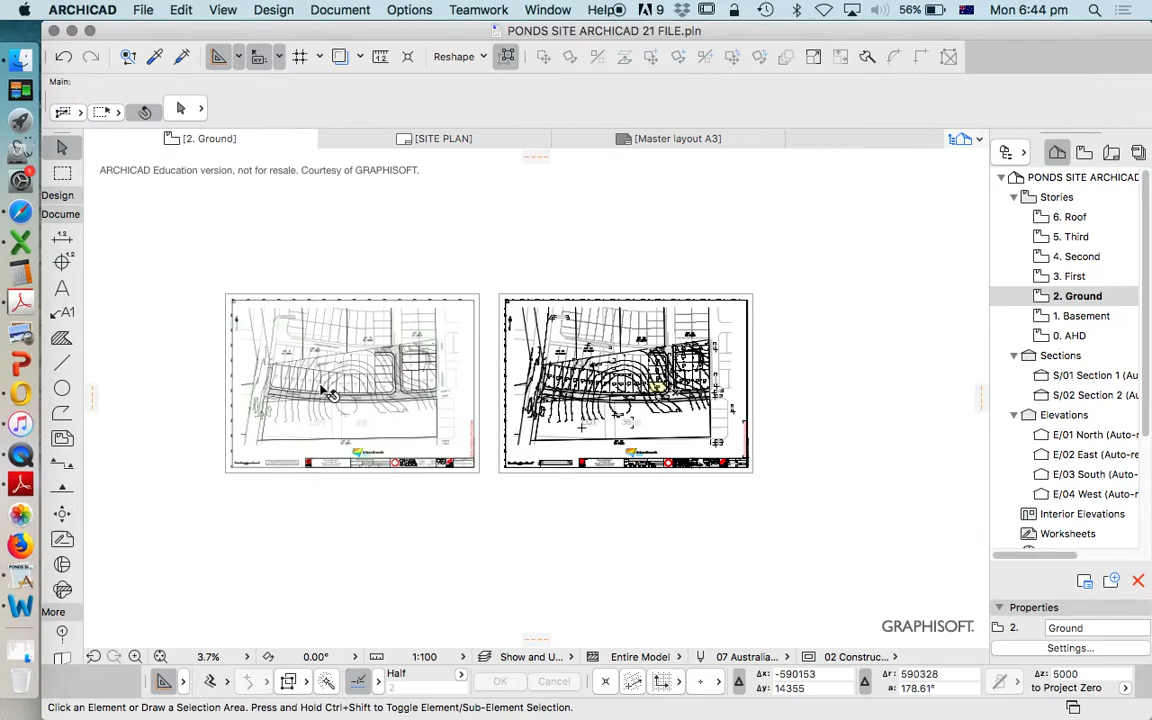 ARCHICAD File Edit View Design Document Options Teamwork Window Help 9 56% Mon 6:44 pm
PONDS SITE ARCHICAD 21 FILE.pln
Reshape
Main:
[2. Ground] [SITE PLAN] [Master layout A3]
ARCHICAD Education version, not for resale. Courtesy of GRAPHISOFT.
Design
Docume
More
PONDS SITE ARCHICAD
Stories
6. Roof
5. Third
4. Second
3. First
2. Ground
1. Basement
0. AHD
Sections
S/01 Section 1 (Au
S/02 Section 2 (Aut
Elevations
E/01 North (Auto-r
E/02 East (Auto-re
E/03 South (Auto-
E/04 West (Auto-r
Interior Elevations
Worksheets
Properties
2. Ground
Settings...
GRAPHISOFT.
3.7% 0.00° 1:100 Show and U... Entire Model 07 Australia... 02 Construc...
Half
2
OK Cancel
Δx: -590153
Δy: 14355
Δr: 590328
a: 178.61°
Δz: 5000
to Project Zero
Click an Element or Draw a Selection Area. Press and Hold Ctrl+Shift to Toggle Element/Sub-Element Selection.